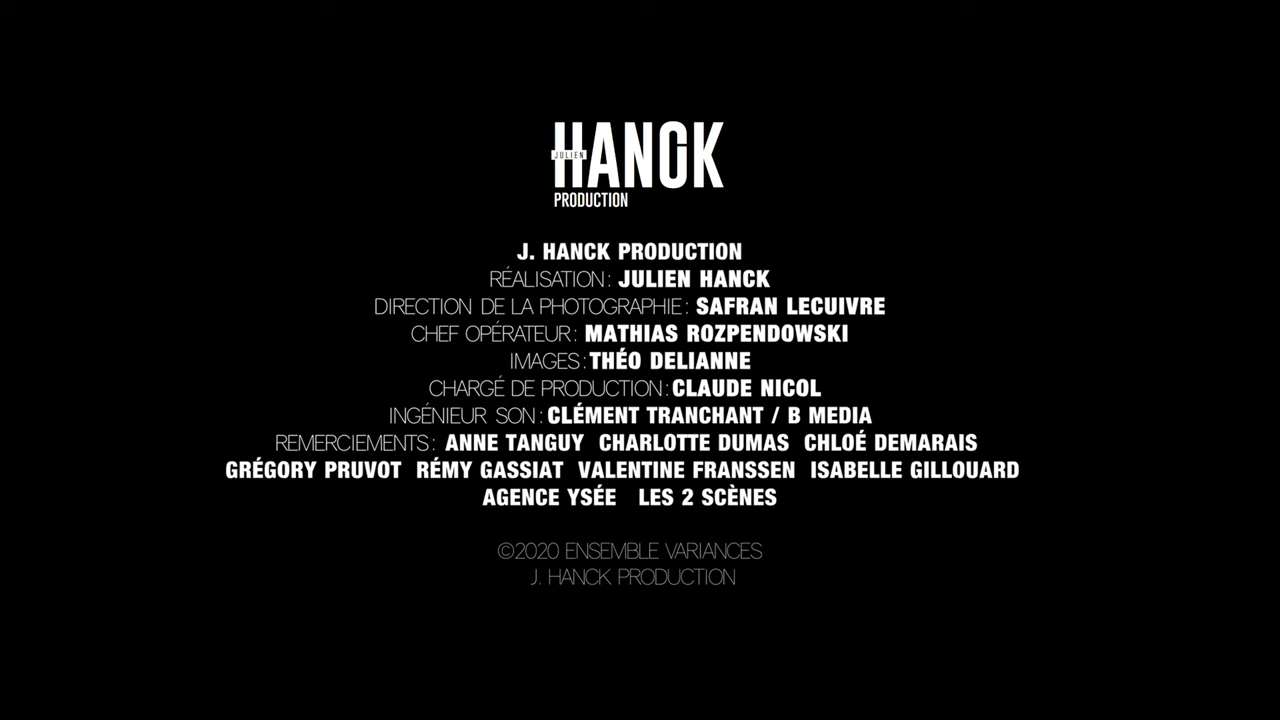 JULIEN
HANCK
PRODUCTION
J. HANCK PRODUCTION
RÉALISATION: JULIEN HANCK
DIRECTION DE LA PHOTOGRAPHIE: SAFRAN LECUIVRE
CHEF OPÉRATEUR: MATHIAS ROZPENDOWSKI
IMAGES: THÉO DELIANNE
CHARGÉ DE PRODUCTION: CLAUDE NICOL
INGÉNIEUR SON: CLÉMENT TRANCHANT / B MEDIA
REMERCIEMENTS: ANNE TANGUY CHARLOTTE DUMAS CHLOÉ DEMARAIS
GRÉGORY PRUVOT RÉMY GASSIAT VALENTINE FRANSSEN ISABELLE GILLOUARD
AGENCE YSÉE LES 2 SCÈNES
©2020 ENSEMBLE VARIANCES
J. HANCK PRODUCTION